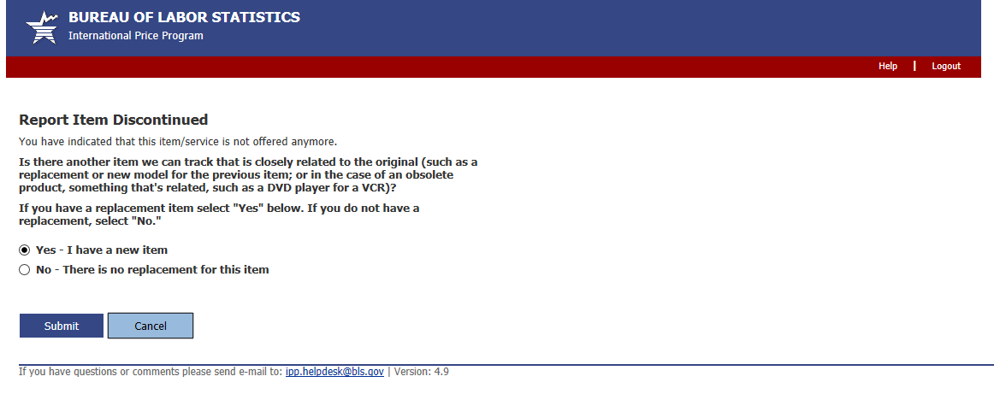 BUREAU OF LABOR STATISTICS
International Price Program
Help | Logout
Report Item Discontinued
You have indicated that this item/service is not offered anymore.
Is there another item we can track that is closely related to the original (such as a
replacement or new model for the previous item; or in the case of an obsolete
product, something that's related, such as a DVD player for a VCR)?
If you have a replacement item select "Yes" below. If you do not have a
replacement, select "No."
Yes - I have a new item
No - There is no replacement for this item
Submit Cancel
If you have questions or comments please send e-mail to: ipp.helpdesk@bls.gov | Version: 4.9